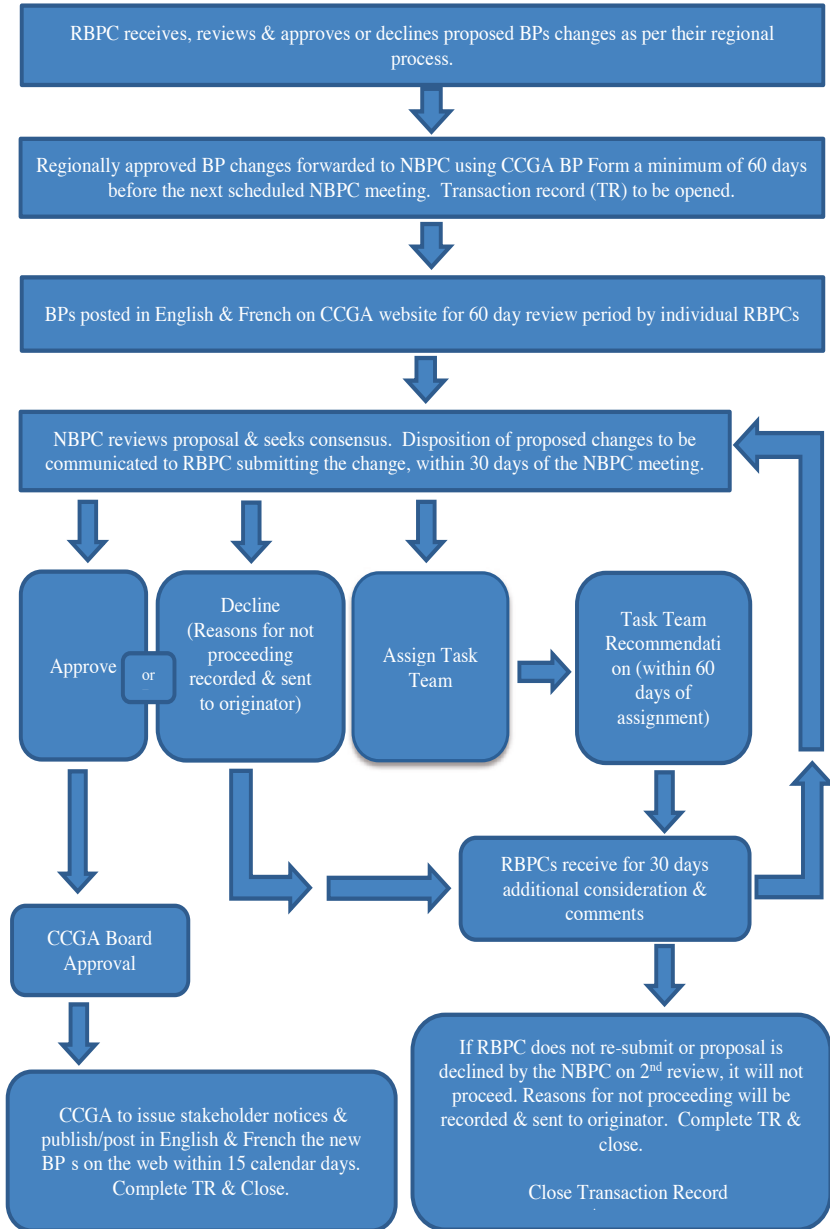 RBPC receives, reviews & approves or declines proposed BPs changes as per their regional
process.
Regionally approved BP changes forwarded to NBPC using CCGA BP Form a minimum of 60 days
before the next scheduled NBPC meeting.  Transaction record (TR) to be opened.
BPs posted in English & French on CCGA website for 60 day review period by individual RBPCs
NBPC reviews proposal & seeks consensus.  Disposition of proposed changes to be
communicated to RBPC submitting the change, within 30 days of the NBPC meeting.
Approve
or
Decline
(Reasons for not
proceeding
recorded & sent
to originator)
Assign Task
Team
Task Team
Recommendati
on (within 60
days of
assignment)
RBPCs receive for 30 days
additional consideration &
comments
CCGA Board
Approval
CCGA to issue stakeholder notices &
publish/post in English & French the new
BP s on the web within 15 calendar days.
Complete TR & Close.
If RBPC does not re-submit or proposal is
declined by the NBPC on 2nd review, it will not
proceed. Reasons for not proceeding will be
recorded & sent to originator.  Complete TR &
close.
Close Transaction Record